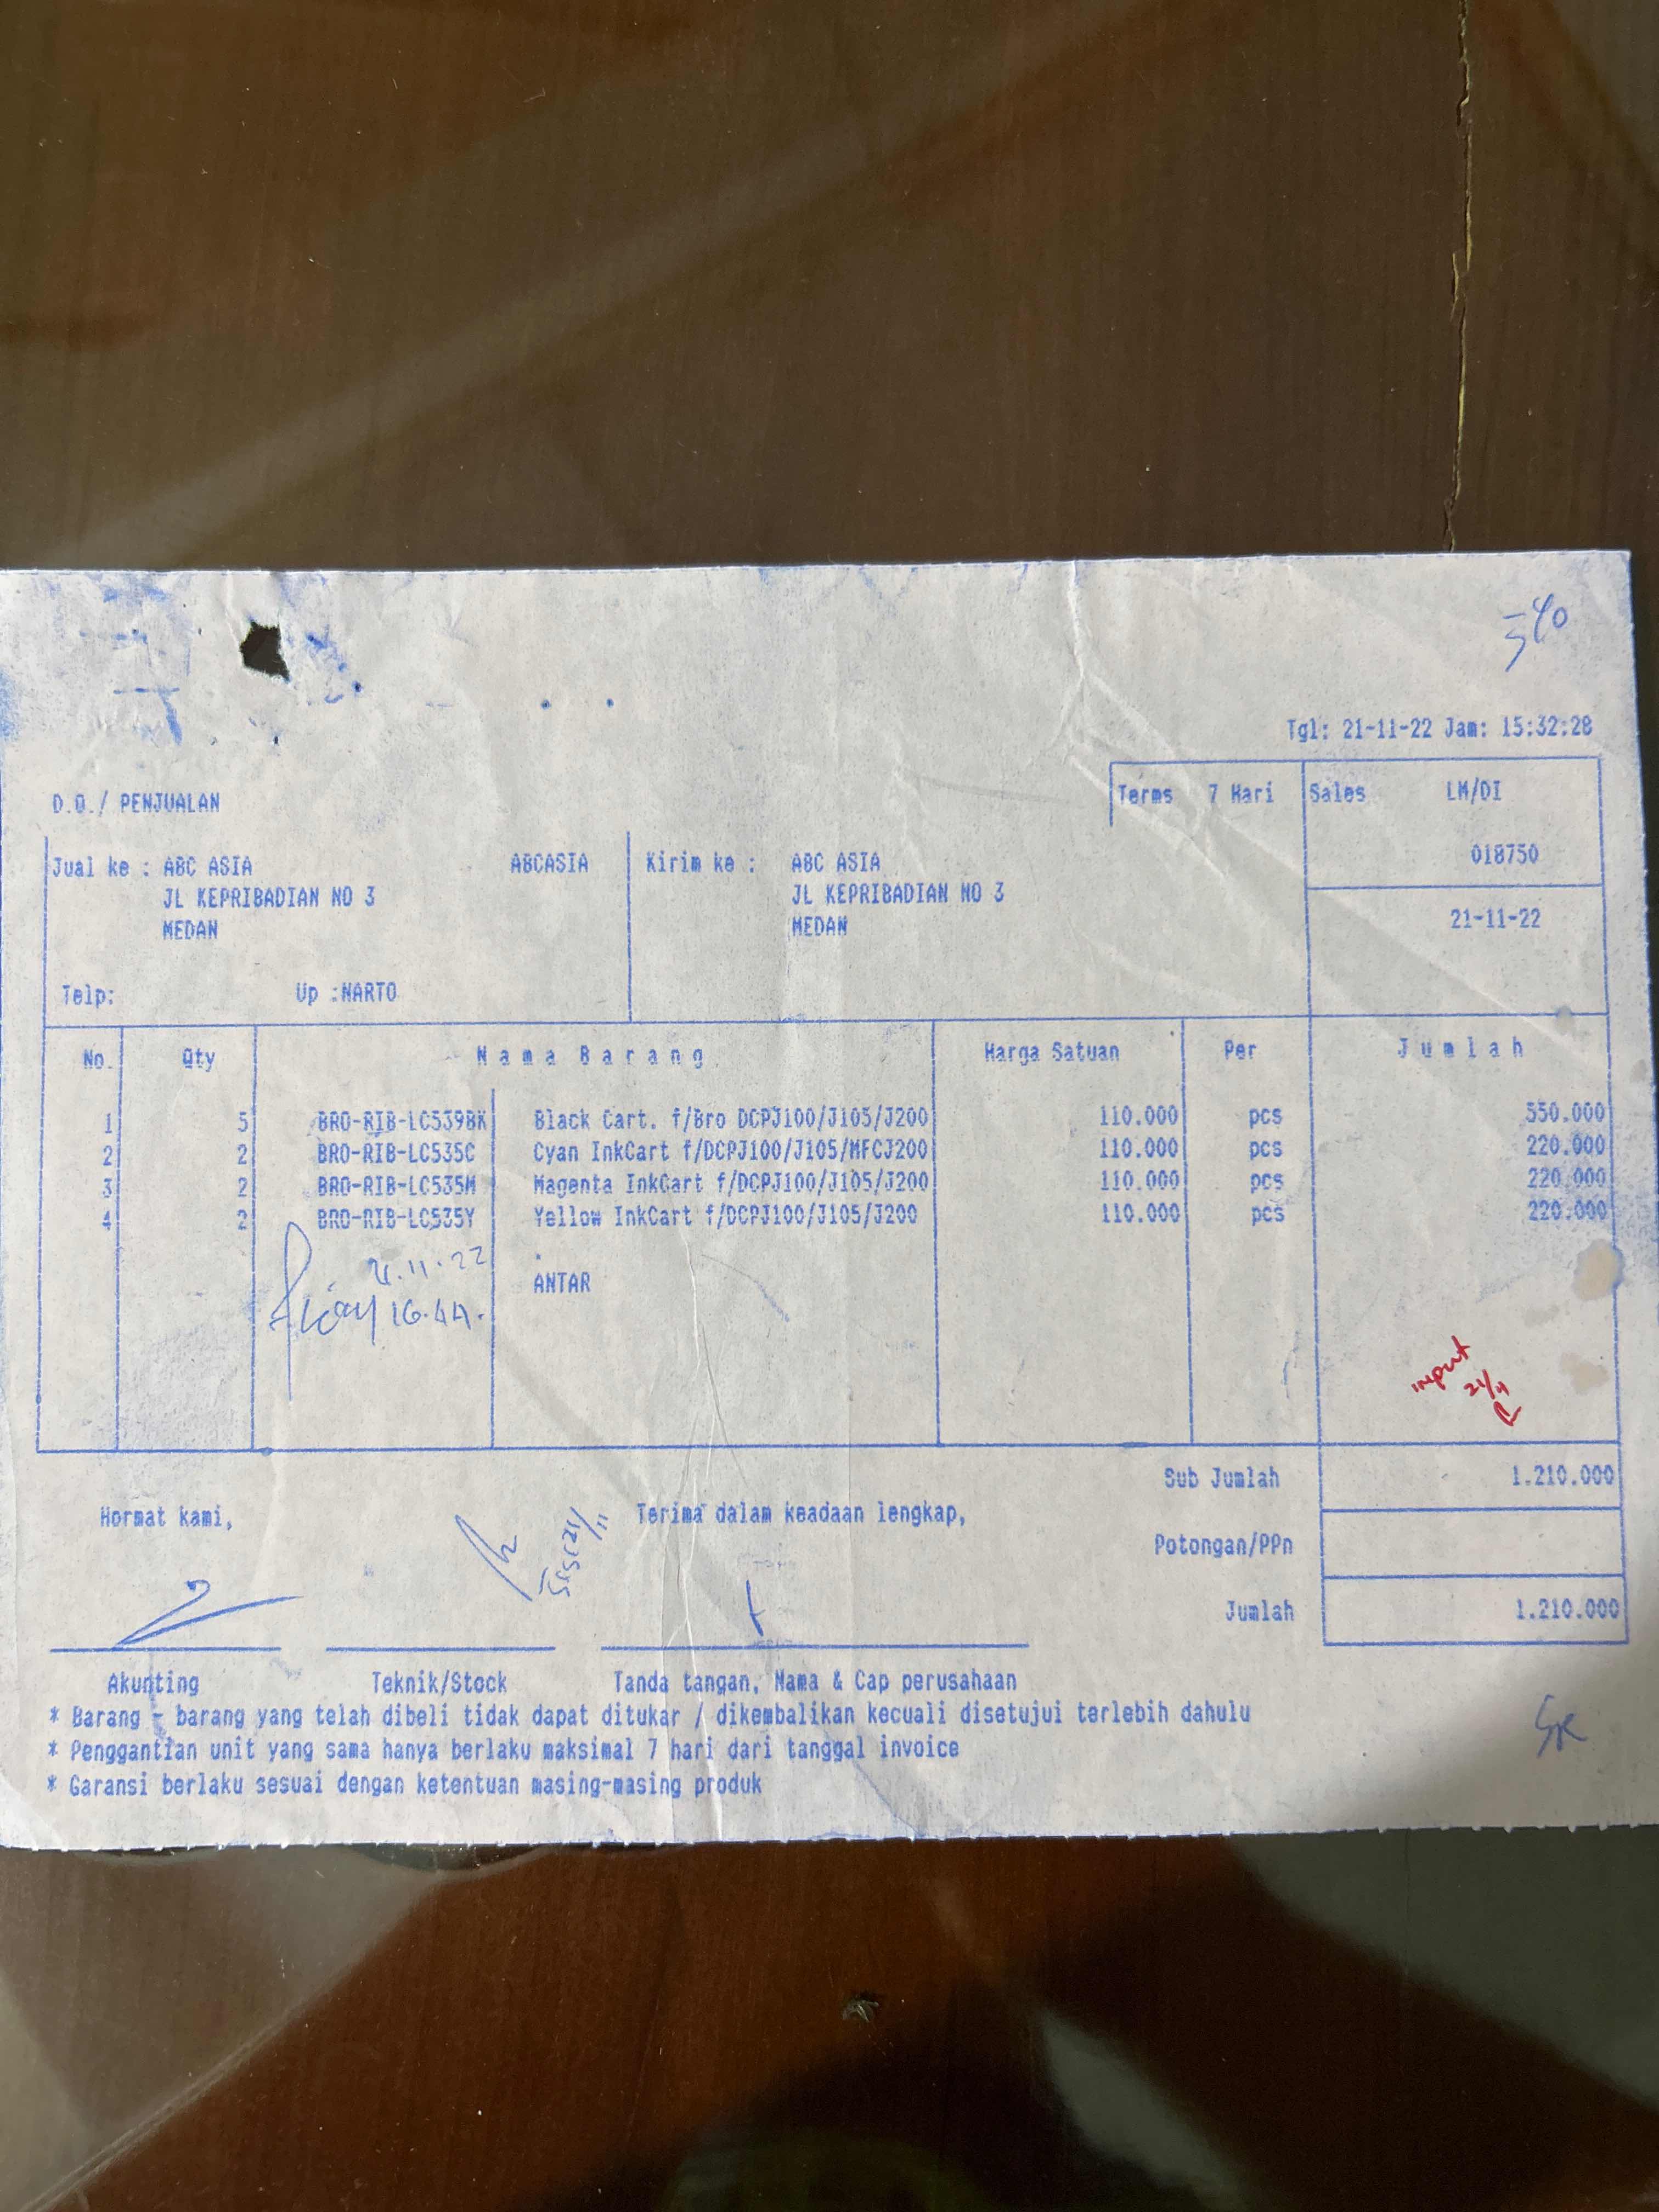 540
Tgl: 21-11-22 Jam: 15:32:28
D.O./ PENJUALAN
Terms 7 Hari Sales LM/DI
018750
21-11-22
Jual ke : ABC ASIA ABCASIA
JL KEPRIBADIAN NO 3
MEDAN
Telp: Up :NARTO
Kirim ke : ABC ASIA
JL KEPRIBADIAN NO 3
MEDAN
No. Qty Nama Barang Harga Satuan Per Jumlah
1 5 BRO-RIB-LC539BK Black Cart. f/Bro DCPJ100/J105/J200 110.000 pcs 550.000
2 2 BRO-RIB-LC535C Cyan InkCart f/DCPJ100/J105/MFCJ200 110.000 pcs 220.000
3 2 BRO-RIB-LC535M Magenta InkCart f/DCPJ100/J105/J200 110.000 pcs 220.000
4 2 BRO-RIB-LC535Y Yellow InkCart f/DCPJ100/J105/J200 110.000 pcs 220.000
.
21.11.22
ANTAR
16.44.
input
21/11
Sub Jumlah 1.210.000
Potongan/PPn
Jumlah 1.210.000
Hormat kami,
Terima dalam keadaan lengkap,
21/11
Akunting Teknik/Stock Tanda tangan, Nama & Cap perusahaan
* Barang - barang yang telah dibeli tidak dapat ditukar / dikembalikan kecuali disetujui terlebih dahulu
* Penggantian unit yang sama hanya berlaku maksimal 7 hari dari tanggal invoice
* Garansi berlaku sesuai dengan ketentuan masing-masing produk